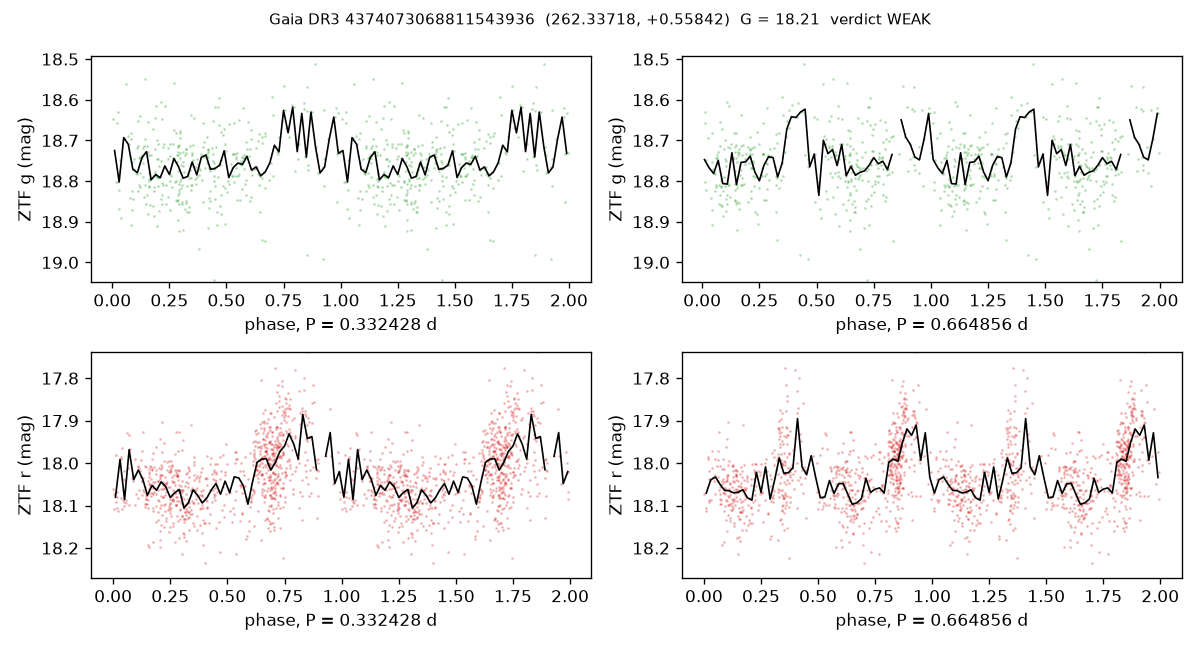 Gaia DR3 4374073068811543936 (262.33718, +0.55842) G = 18.21 verdict WEAK
ZTF g (mag)
18.5
18.6
18.7
18.8
18.9
19.0
0.00 0.25 0.50 0.75 1.00 1.25 1.50 1.75 2.00
phase, P = 0.332428 d
ZTF g (mag)
18.5
18.6
18.7
18.8
18.9
19.0
0.00 0.25 0.50 0.75 1.00 1.25 1.50 1.75 2.00
phase, P = 0.664856 d
ZTF r (mag)
17.8
17.9
18.0
18.1
18.2
0.00 0.25 0.50 0.75 1.00 1.25 1.50 1.75 2.00
phase, P = 0.332428 d
ZTF r (mag)
17.8
17.9
18.0
18.1
18.2
0.00 0.25 0.50 0.75 1.00 1.25 1.50 1.75 2.00
phase, P = 0.664856 d